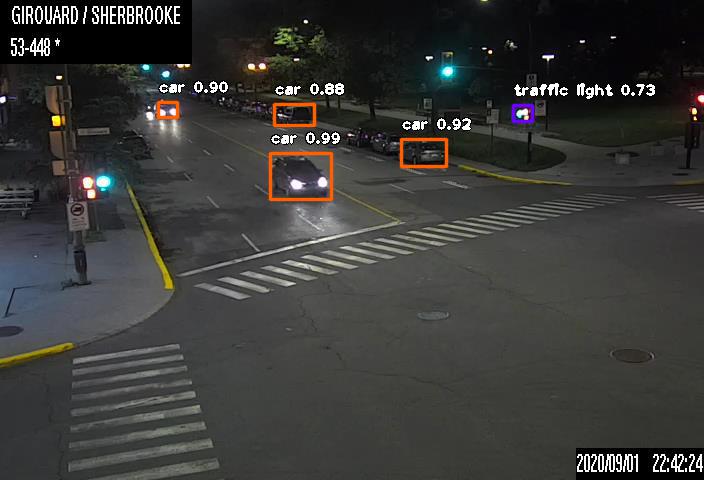 GIROUARD / SHERBROOKE
53-448 *
car 0.90
car 0.88
traffic light 0.73
car 0.92
car 0.99
2020/09/01 22:42:24